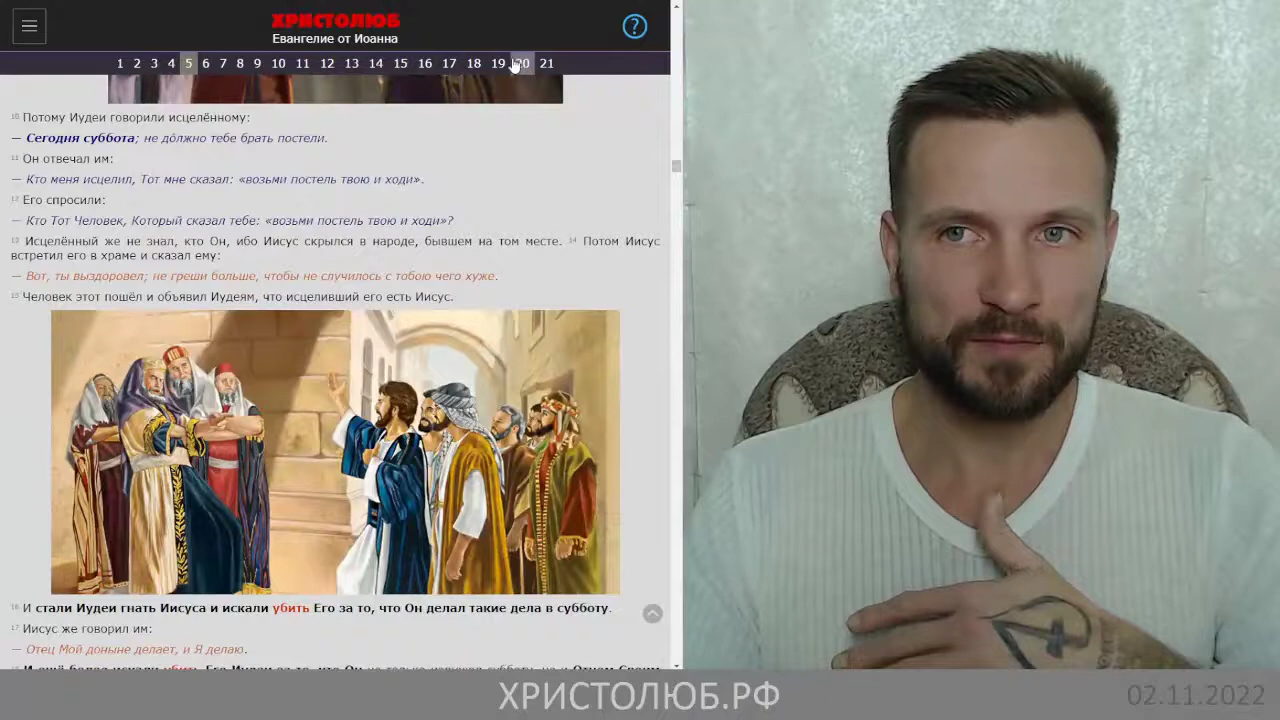 ХРИСТОЛЮБ
Евангелие от Иоанна
1 2 3 4 5 6 7 8 9 10 11 12 13 14 15 16 17 18 19 20 21
10 Потому Иудеи говорили исцелённому:
— Сегодня суббота; не до́лжно тебе брать постели.
11 Он отвечал им:
— Кто меня исцелил, Тот мне сказал: «возьми постель твою и ходи».
12 Его спросили:
— Кто Тот Человек, Который сказал тебе: «возьми постель твою и ходи»?
13 Исцелённый же не знал, кто Он, ибо Иисус скрылся в народе, бывшем на том месте. 14 Потом Иисус
встретил его в храме и сказал ему:
— Вот, ты выздоровел; не греши больше, чтобы не случилось с тобою чего хуже.
15 Человек этот пошёл и объявил Иудеям, что исцеливший его есть Иисус.
16 И стали Иудеи гнать Иисуса и искали убить Его за то, что Он делал такие дела в субботу.
17 Иисус же говорил им:
— Отец Мой доныне делает, и Я делаю.
ХРИСТОЛЮБ.РФ
02.11.2022